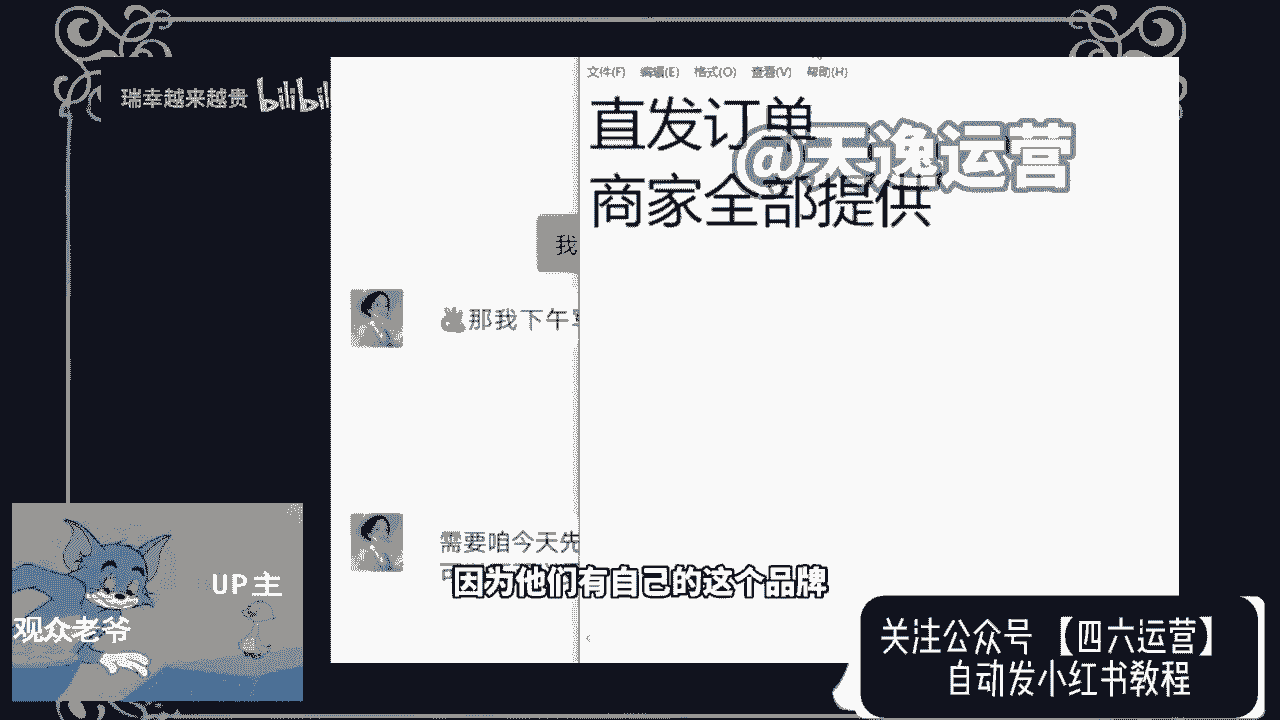 瑞幸越来越贵 bilibil
文件(F) 编辑(E) 格式(O) 查看(V) 帮助(H)
直发订单
@天逸运营
商家全部提供
我
那我下午
需要咱今天先
因为他们有自己的这个品牌
UP主
观众老爷
关注公众号【四六运营】
自动发小红书教程